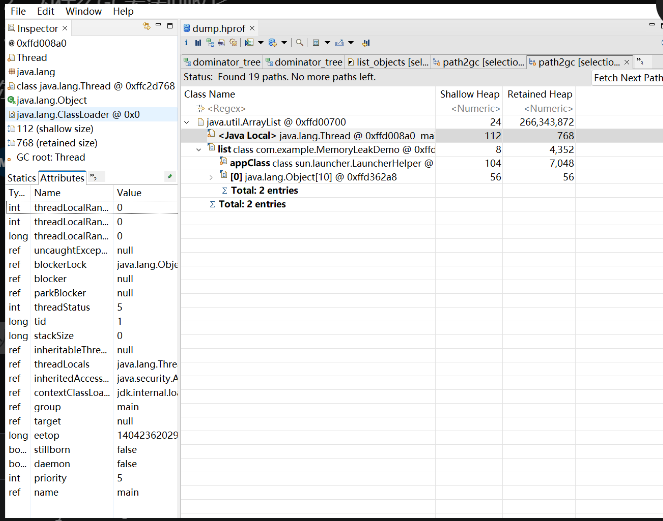 File Edit Window Help
Inspector
@ 0xffd008a0
Thread
java.lang
class java.lang.Thread @ 0xffc2d768
java.lang.Object
java.lang.ClassLoader @ 0x0
112 (shallow size)
768 (retained size)
GC root: Thread
Statics Attributes
Ty... Name Value
int threadLocalRan... 0
int threadLocalRan... 0
long threadLocalRan... 0
ref uncaughtExcep... null
ref blockerLock java.lang.Obje
ref blocker null
ref parkBlocker null
int threadStatus 5
long tid 1
long stackSize 0
ref inheritableThre... null
ref threadLocals java.lang.Thre
ref inheritedAccess... java.security.A
ref contextClassLoa... jdk.internal.loa
ref group main
ref target null
long eetop 14042362029
bo... stillborn false
bo... daemon false
int priority 5
ref name main
dump.hprof
dominator_tree dominator_tree list_objects [sel... path2gc [selectio... path2gc [selectio...
Status: Found 19 paths. No more paths left.
Fetch Next Path
Class Name Shallow Heap Retained Heap
<Regex> <Numeric> <Numeric>
java.util.ArrayList @ 0xffd00700 24 266,343,872
<Java Local> java.lang.Thread @ 0xffd008a0 ma 112 768
list class com.example.MemoryLeakDemo @ 0xffd 8 4,352
appClass class sun.launcher.LauncherHelper @ 104 7,048
[0] java.lang.Object[10] @ 0xffd362a8 56 56
Σ Total: 2 entries
Σ Total: 2 entries